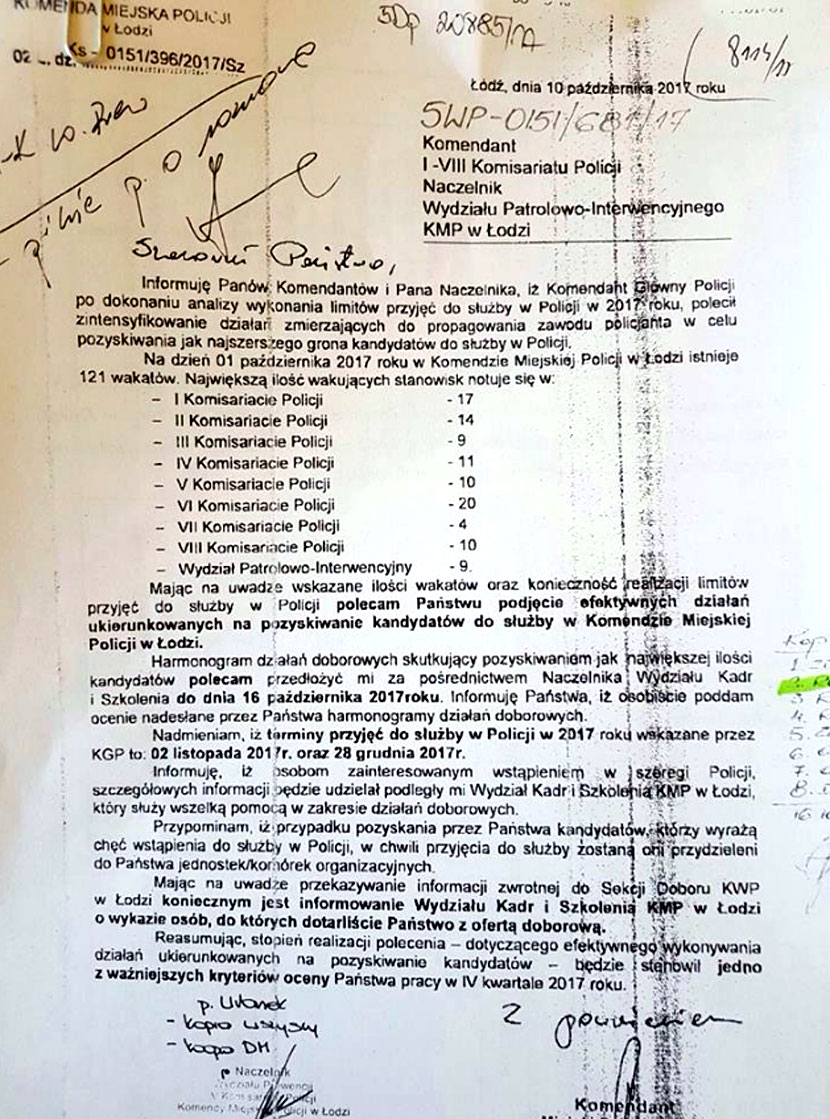 KOMENDA MIEJSKA POLICJI
w Łodzi
Ks - 0151/396/2017/Sz
Łódź, dnia 10 października 2017 roku
5WP-0151/681/17
Komendant
I -VIII Komisariatu Policji
Naczelnik
Wydziału Patrolowo-Interwencyjnego
KMP w Łodzi
Szanowni Państwo,
Informuję Panów Komendantów i Pana Naczelnika, iż Komendant Główny Policji
po dokonaniu analizy wykonania limitów przyjęć do służby w Policji w 2017 roku, polecił
zintensyfikowanie działań zmierzających do propagowania zawodu policjanta w celu
pozyskiwania jak najszerszego grona kandydatów do służby w Policji.
Na dzień 01 października 2017 roku w Komendzie Miejskiej Policji w Łodzi istnieje
121 wakatów. Największą ilość wakujących stanowisk notuje się w:
– I Komisariacie Policji - 17
– II Komisariacie Policji - 14
– III Komisariacie Policji - 9
– IV Komisariacie Policji - 11
– V Komisariacie Policji - 10
– VI Komisariacie Policji - 20
– VII Komisariacie Policji - 4
– VIII Komisariacie Policji - 10
– Wydział Patrolowo-Interwencyjny - 9.
Mając na uwadze wskazane ilości wakatów oraz konieczność realizacji limitów
przyjęć do służby w Policji polecam Państwu podjęcie efektywnych działań
ukierunkowanych na pozyskiwanie kandydatów do służby w Komendzie Miejskiej
Policji w Łodzi.
Harmonogram działań doborowych skutkujący pozyskiwaniem jak największej ilości
kandydatów polecam przedłożyć mi za pośrednictwem Naczelnika Wydziału Kadr
i Szkolenia do dnia 16 października 2017roku. Informuję Państwa, iż osobiście poddam
ocenie nadesłane przez Państwa harmonogramy działań doborowych.
Nadmieniam, iż terminy przyjęć do służby w Policji w 2017 roku wskazane przez
KGP to: 02 listopada 2017r. oraz 28 grudnia 2017r.
Informuję, iż osobom zainteresowanym wstąpieniem w szeregi Policji,
szczegółowych informacji będzie udzielał podległy mi Wydział Kadr i Szkolenia KMP w Łodzi,
który służy wszelką pomocą w zakresie działań doborowych.
Przypominam, iż przypadku pozyskania przez Państwa kandydatów, którzy wyrażą
chęć wstąpienia do służby w Policji, w chwili przyjęcia do służby zostaną oni przydzieleni
do Państwa jednostek/komórek organizacyjnych.
Mając na uwadze przekazywanie informacji zwrotnej do Sekcji Doboru KWP
w Łodzi koniecznym jest informowanie Wydziału Kadr i Szkolenia KMP w Łodzi
o wykazie osób, do których dotarliście Państwo z ofertą doborową.
Reasumując, stopień realizacji polecenia – dotyczącego efektywnego wykonywania
działań ukierunkowanych na pozyskiwanie kandydatów – będzie stanowił jedno
z ważniejszych kryteriów oceny Państwa pracy w IV kwartale 2017 roku.
Z poważaniem
- kopia DM
Naczelnik
Komendant